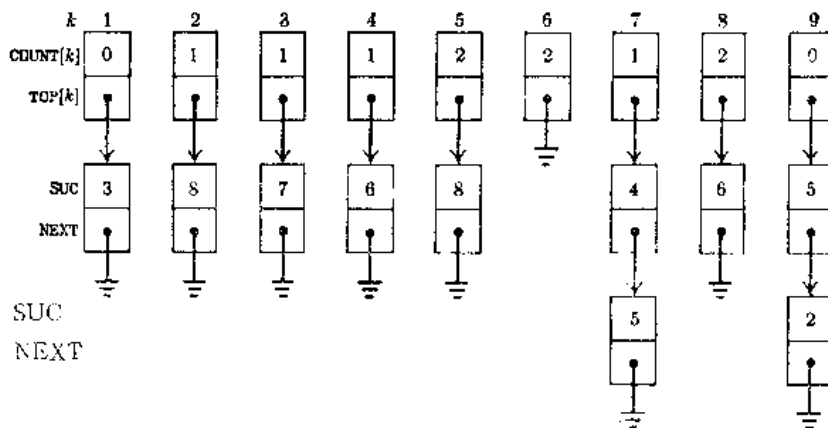 k 1 2 3 4 5 6 7 8 9
COUNT[k] 0 1 1 1 2 2 1 2 0
TOP[k]
SUC 3 8 7 6 8 4 6 5
NEXT
SUC 5 2
NEXT